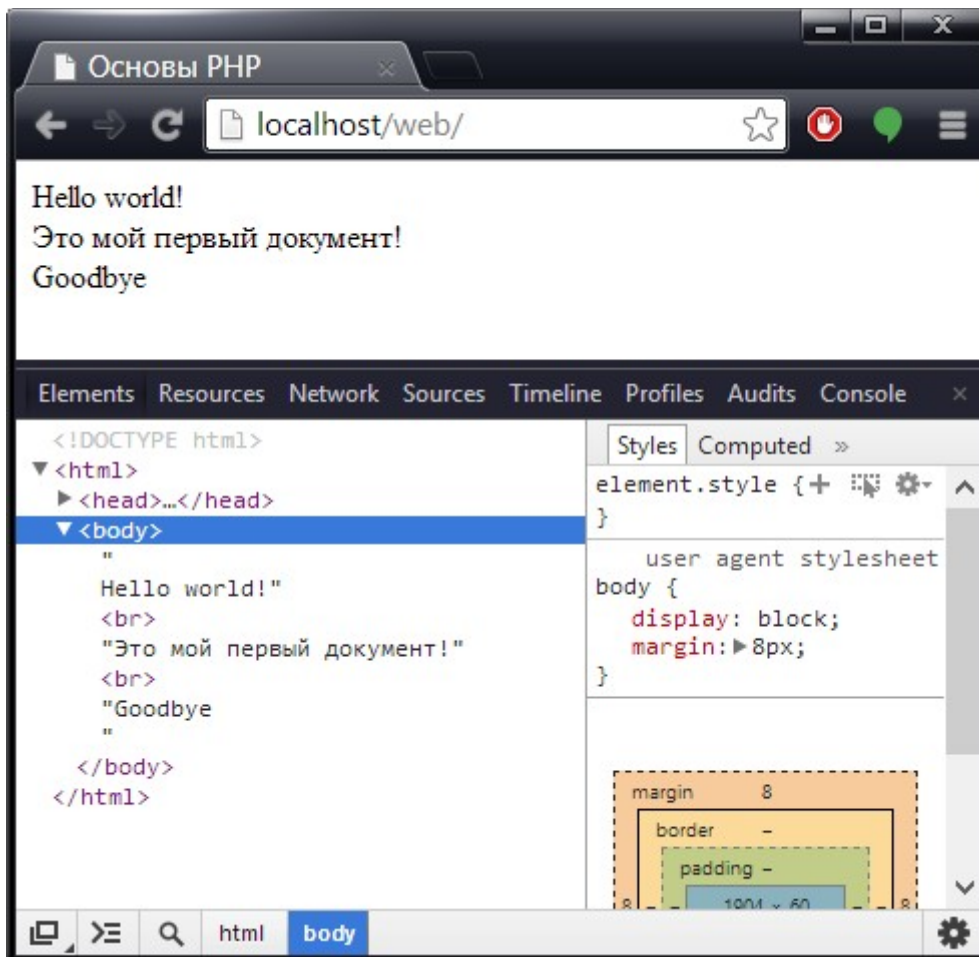 Основы PHP
localhost/web/
Hello world!
Это мой первый документ!
Goodbye
Elements Resources Network Sources Timeline Profiles Audits Console
<!DOCTYPE html>
<html>
<head>…</head>
<body>
"
Hello world!"
<br>
"Это мой первый документ!"
<br>
"Goodbye
"
</body>
</html>
Styles Computed »
element.style {
}
user agent stylesheet
body {
display: block;
margin: 8px;
}
margin 8
border –
padding –
8 – – 1904 × 60 – – 8
html body